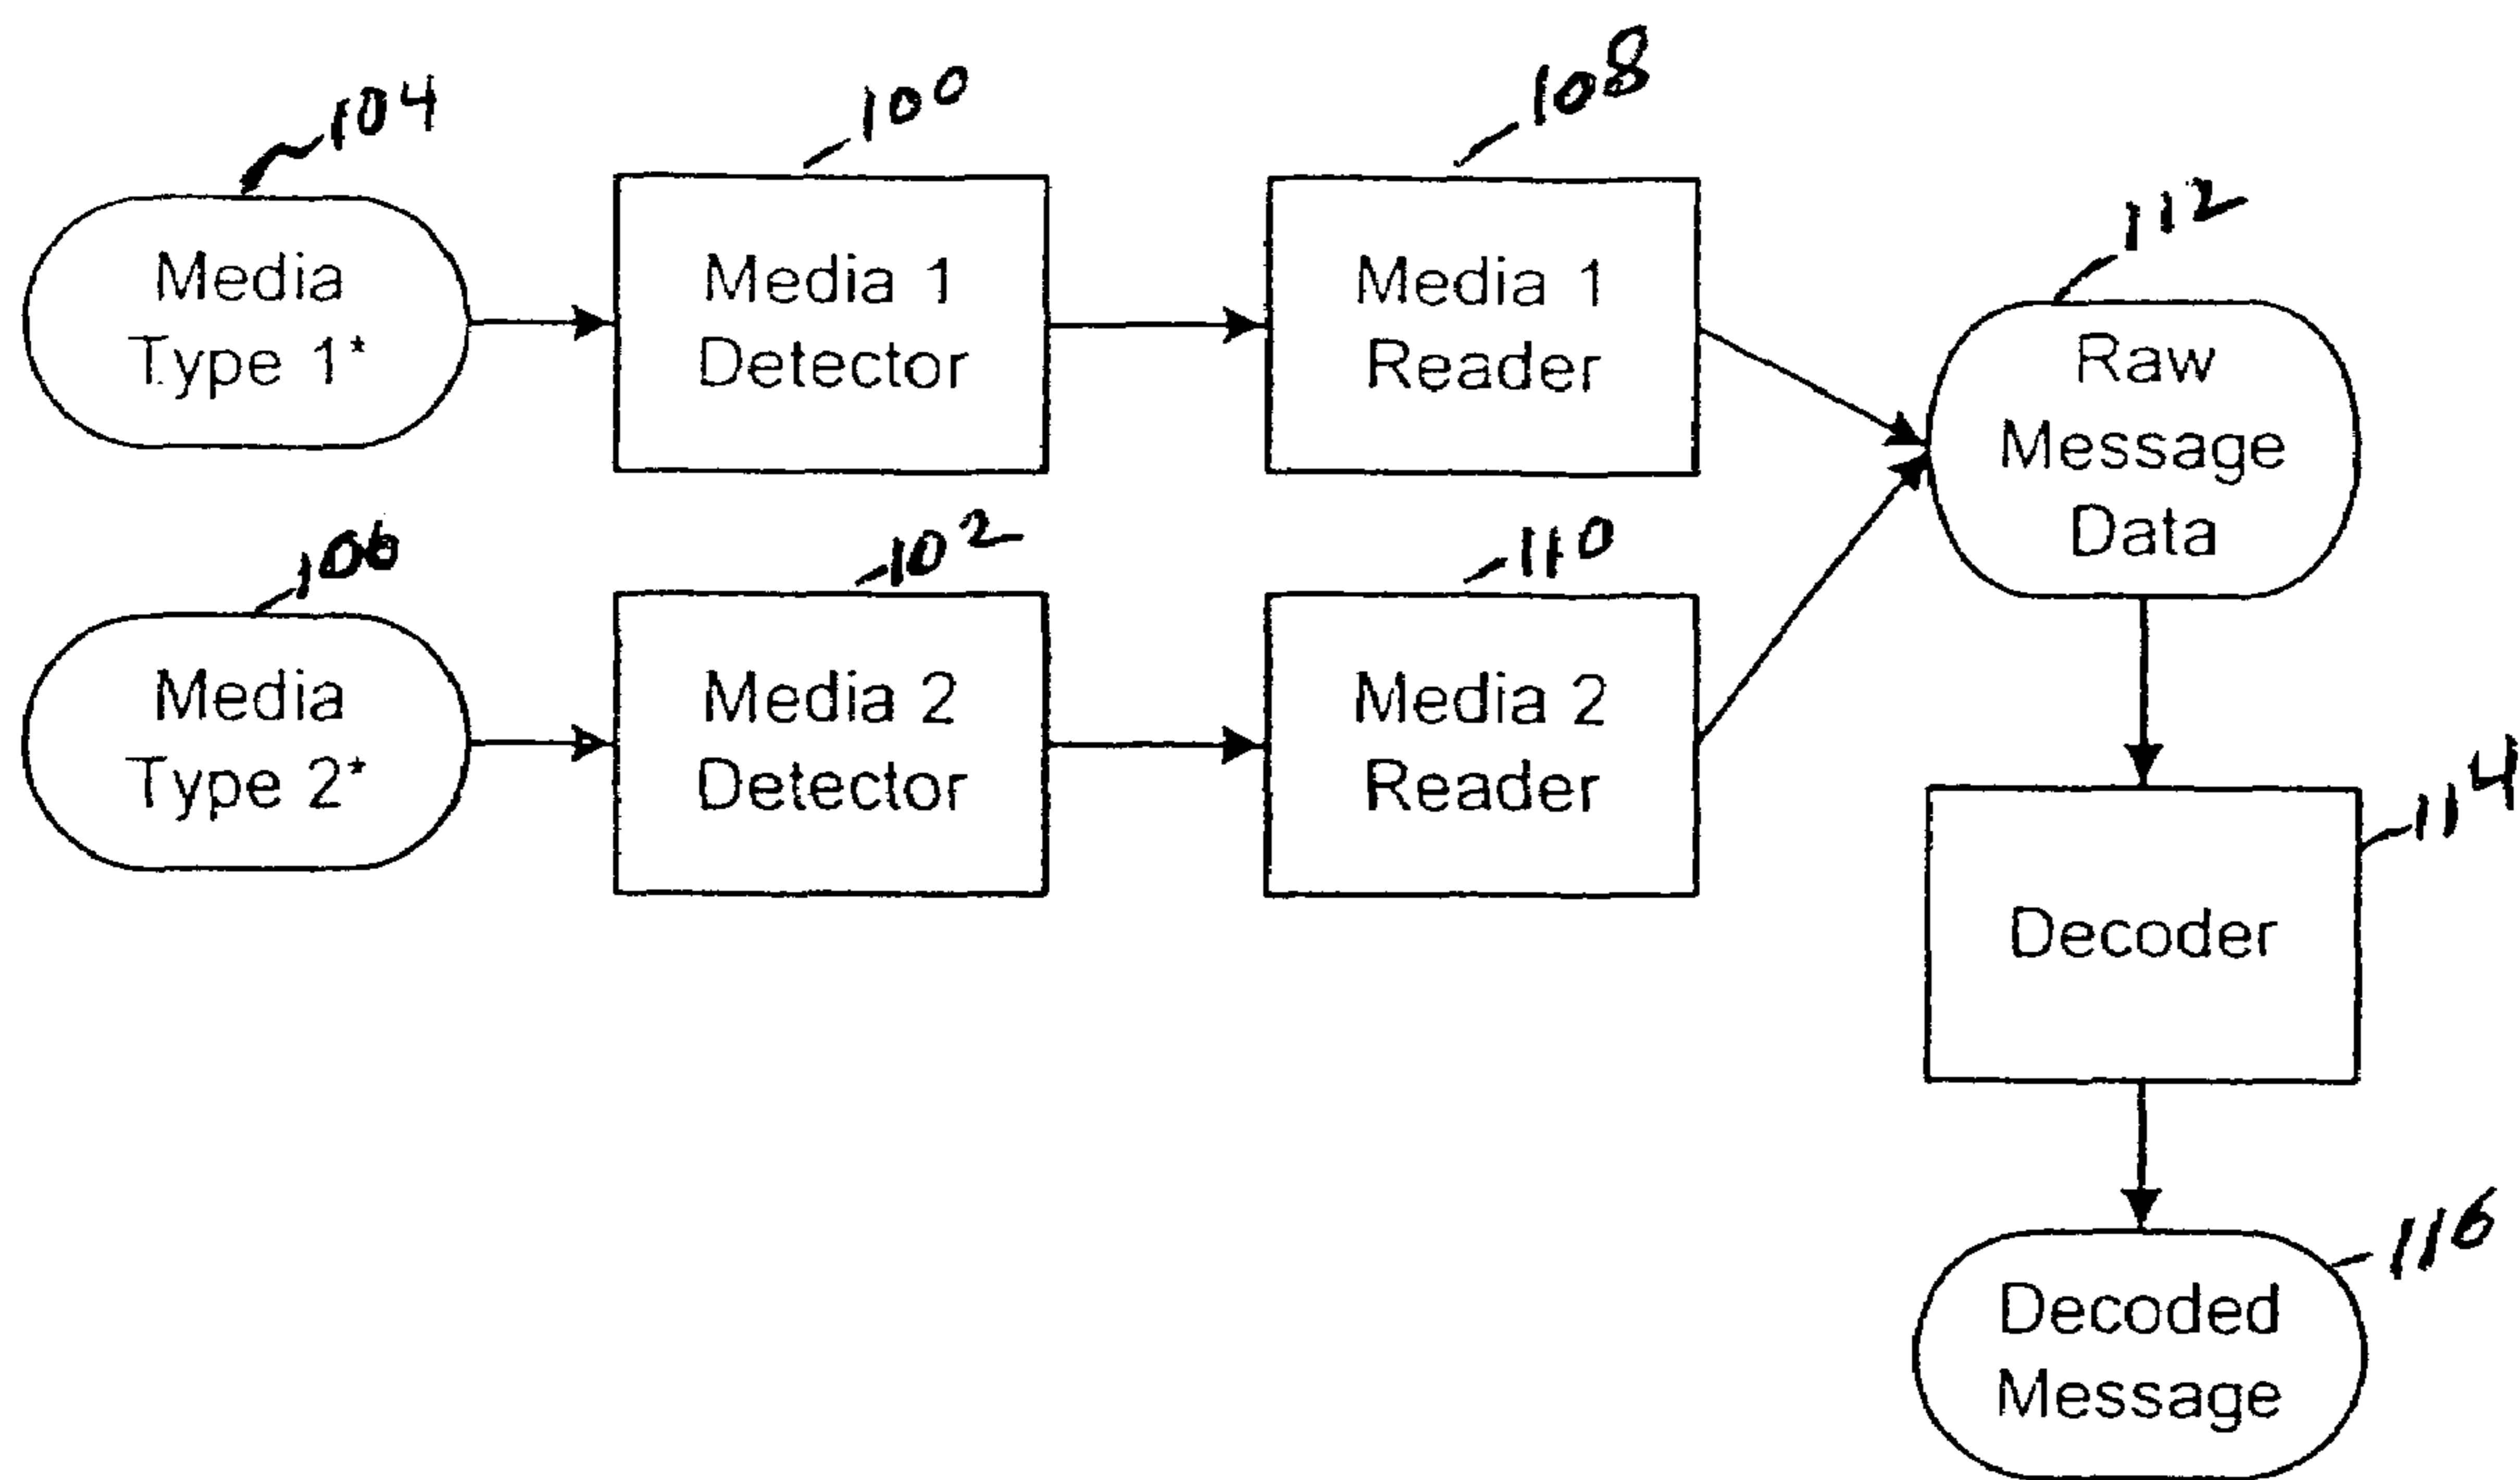 104
100
108
112
Media
Type 1*
Media 1
Detector
Media 1
Reader
Raw
Message
Data
106
102
110
Media
Type 2*
Media 2
Detector
Media 2
Reader
114
Decoder
116
Decoded
Message